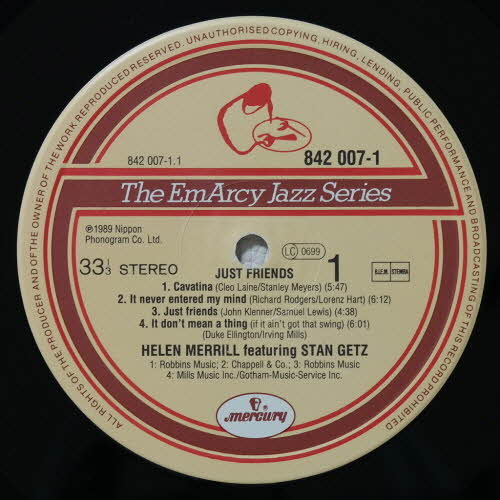 ALL RIGHTS OF THE PRODUCER AND OF THE OWNER OF THE WORK REPRODUCED RESERVED. UNAUTHORISED COPYING, HIRING, LENDING, PUBLIC PERFORMANCE AND BROADCASTING OF THIS RECORD PROHIBITED
842 007-1.1
842 007-1
The EmArcy Jazz Series
℗1989 Nippon
Phonogram Co. Ltd.
LC 0699
33 1/3 STEREO
JUST FRIENDS
1
B.I.E.M. STEMRA
1. Cavatina (Cleo Laine/Stanley Meyers) (5:47)
2. It never entered my mind (Richard Rodgers/Lorenz Hart) (6:12)
3. Just friends (John Klenner/Samuel Lewis) (4:38)
4. It don't mean a thing (if it ain't got that swing) (6:01)
(Duke Ellington/Irving Mills)
HELEN MERRILL featuring STAN GETZ
1: Robbins Music; 2: Chappell & Co.; 3: Robbins Music
4: Mills Music Inc./Gotham-Music-Service Inc.
mercury